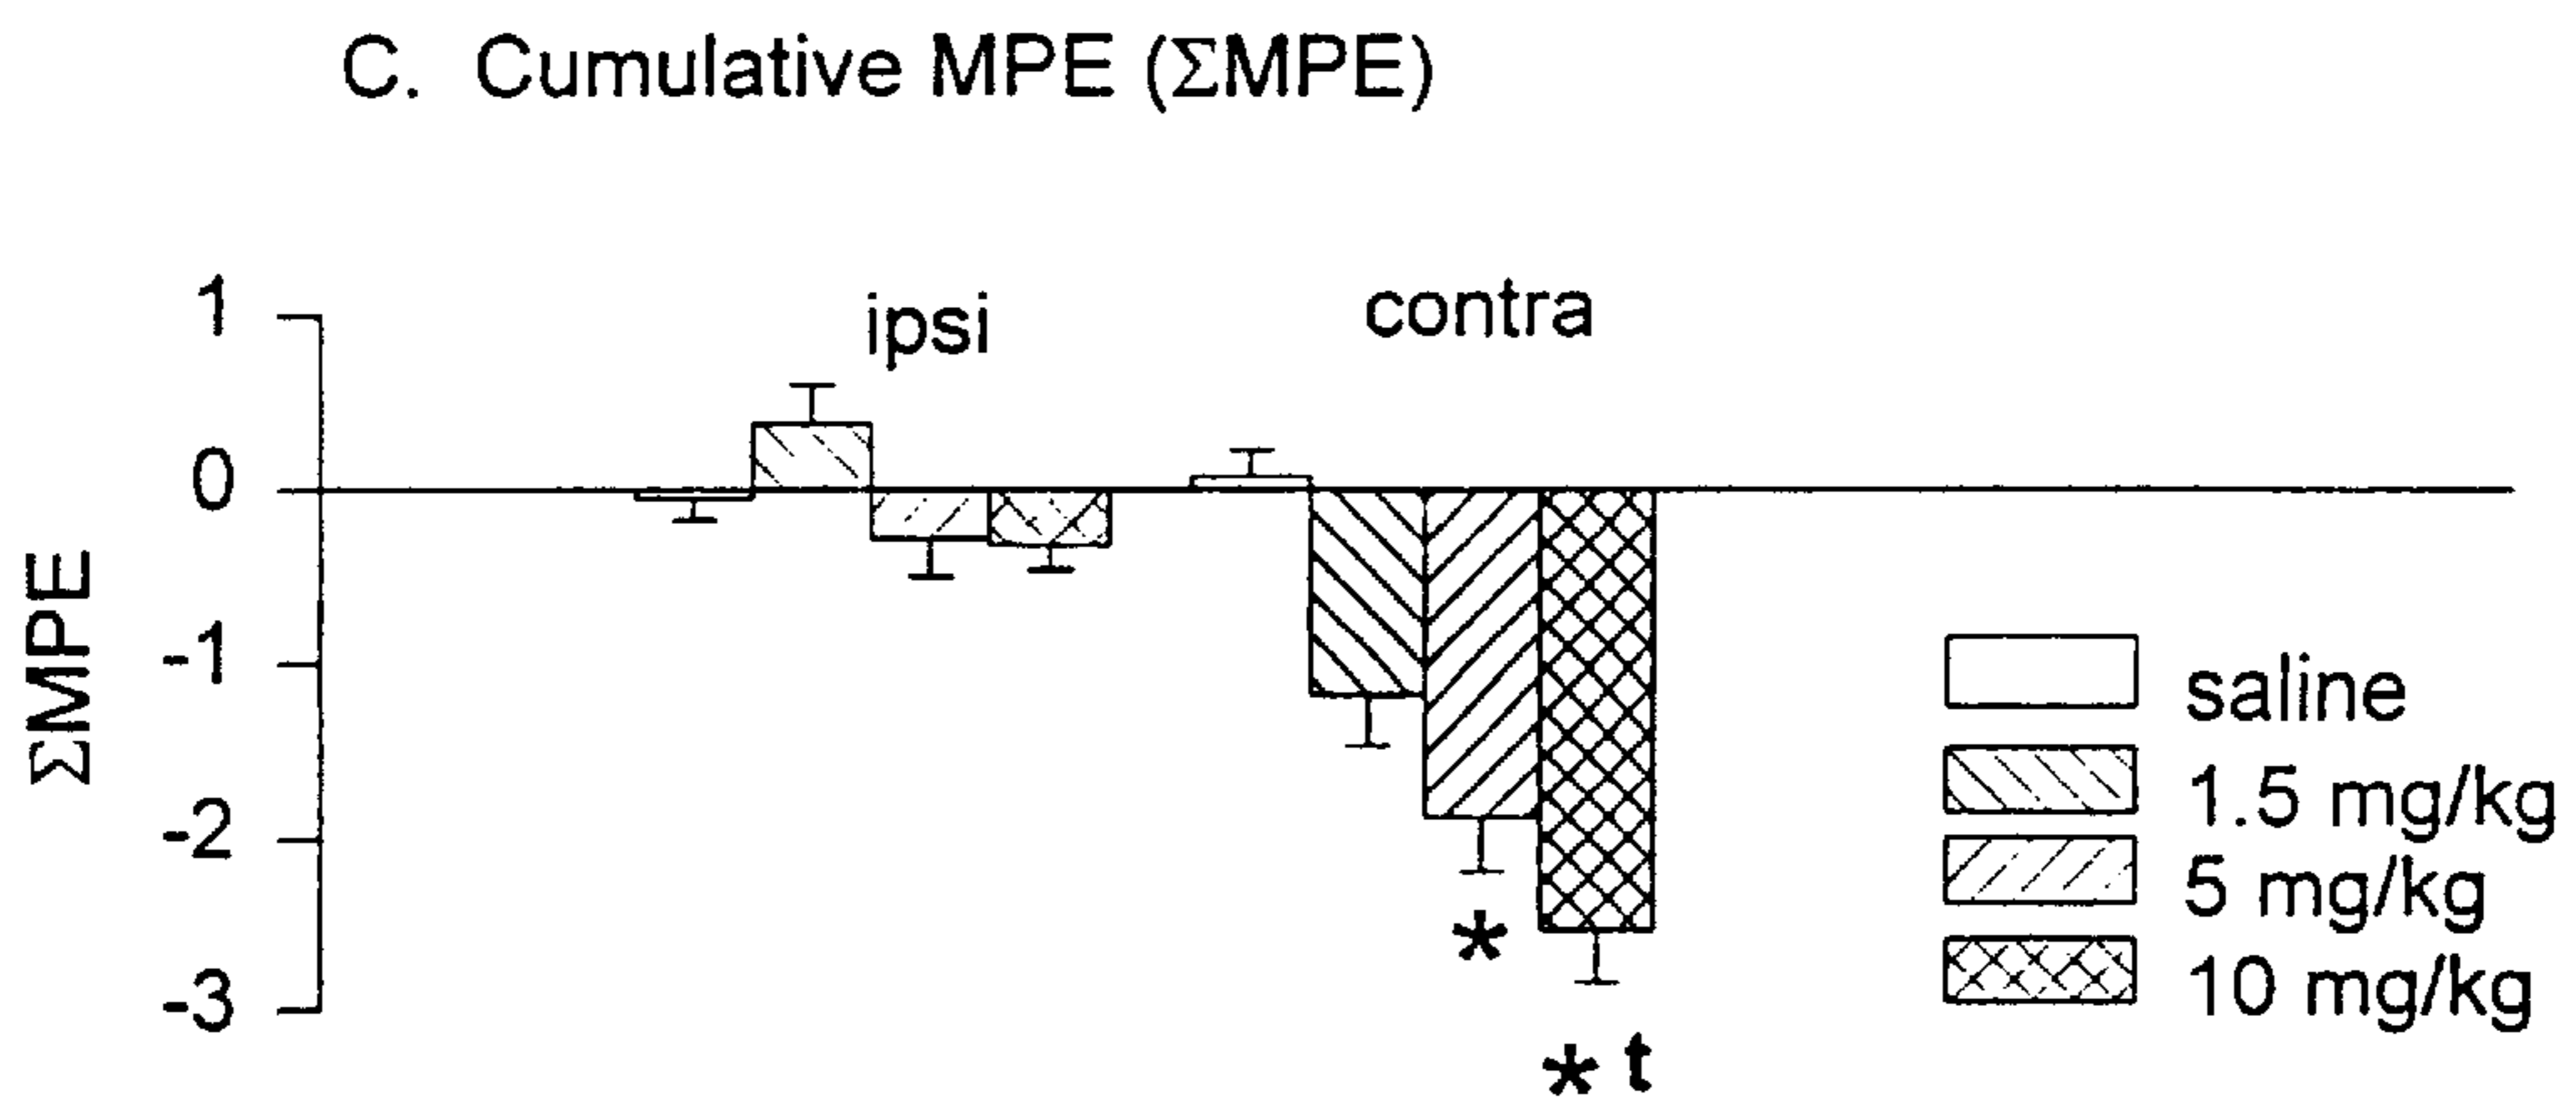 C. Cumulative MPE (ΣMPE)
1
ipsi
contra
0
ΣMPE
-1
-2
-3
*
* t
saline
1.5 mg/kg
5 mg/kg
10 mg/kg